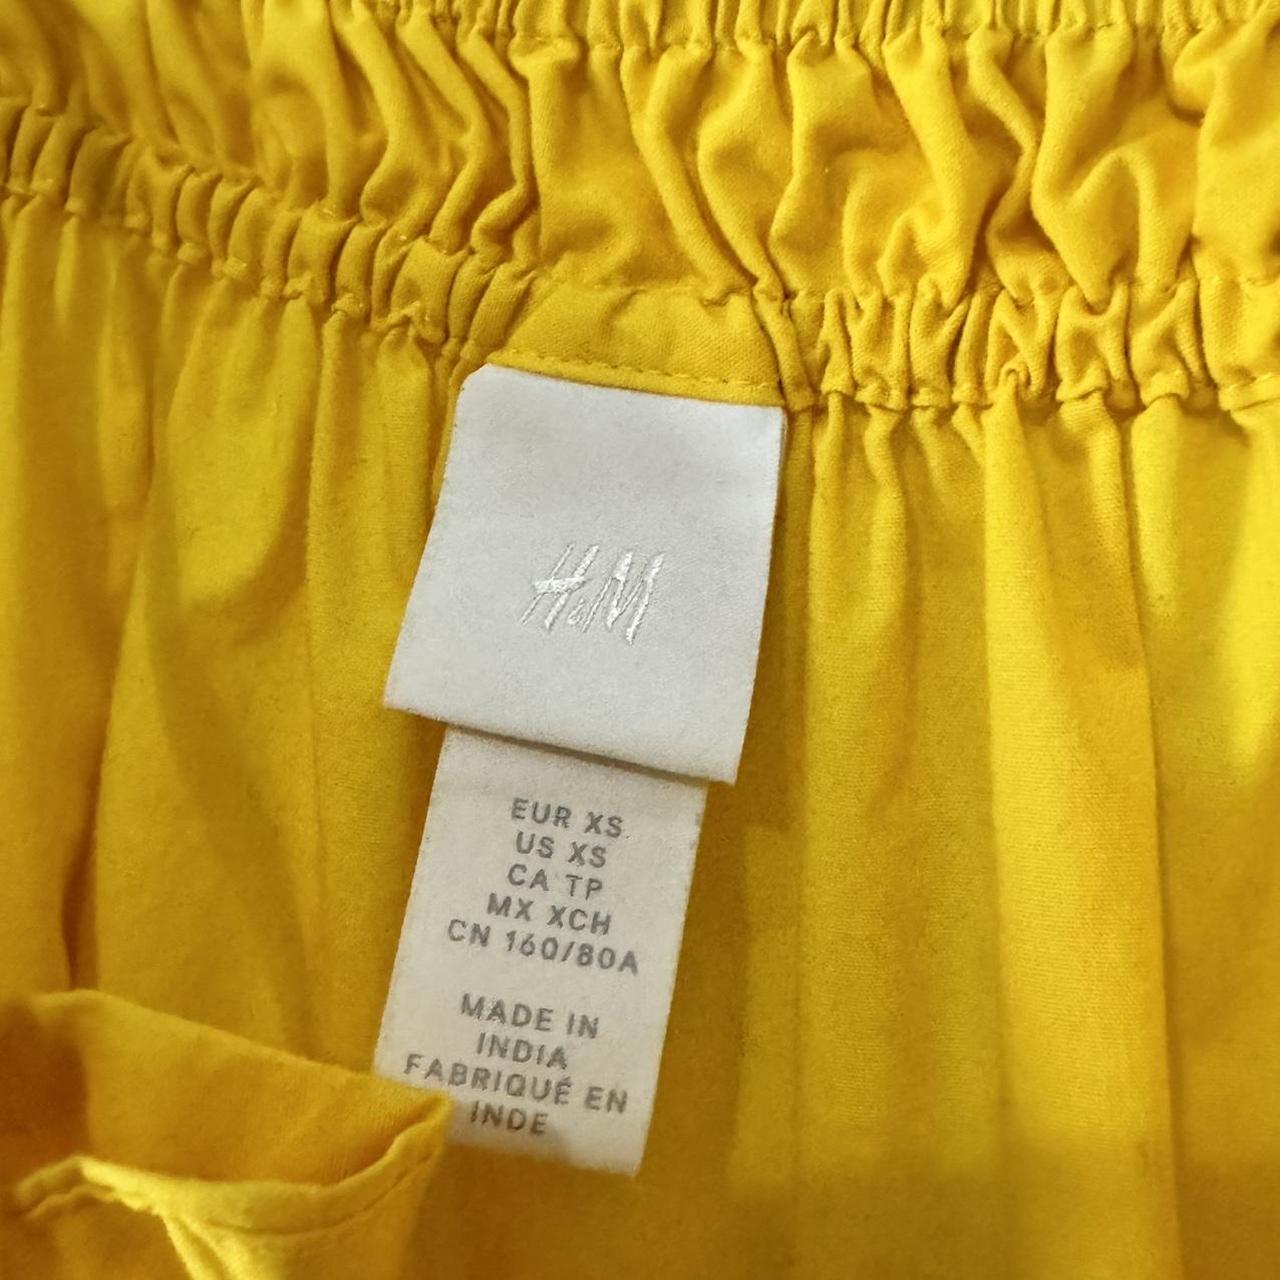 H&M
EUR XS
US XS
CA TP
MX XCH
CN 160/80A
MADE IN
INDIA
FABRIQUÉ EN
INDE